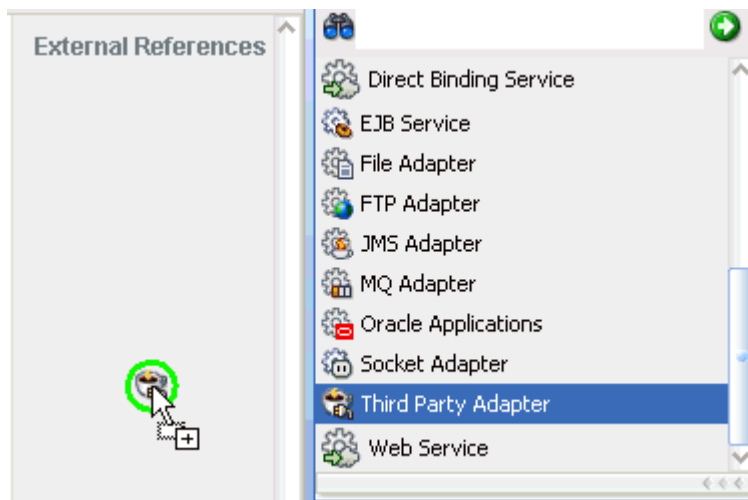 External References
Direct Binding Service
EJB Service
File Adapter
FTP Adapter
JMS Adapter
MQ Adapter
Oracle Applications
Socket Adapter
Third Party Adapter
Web Service